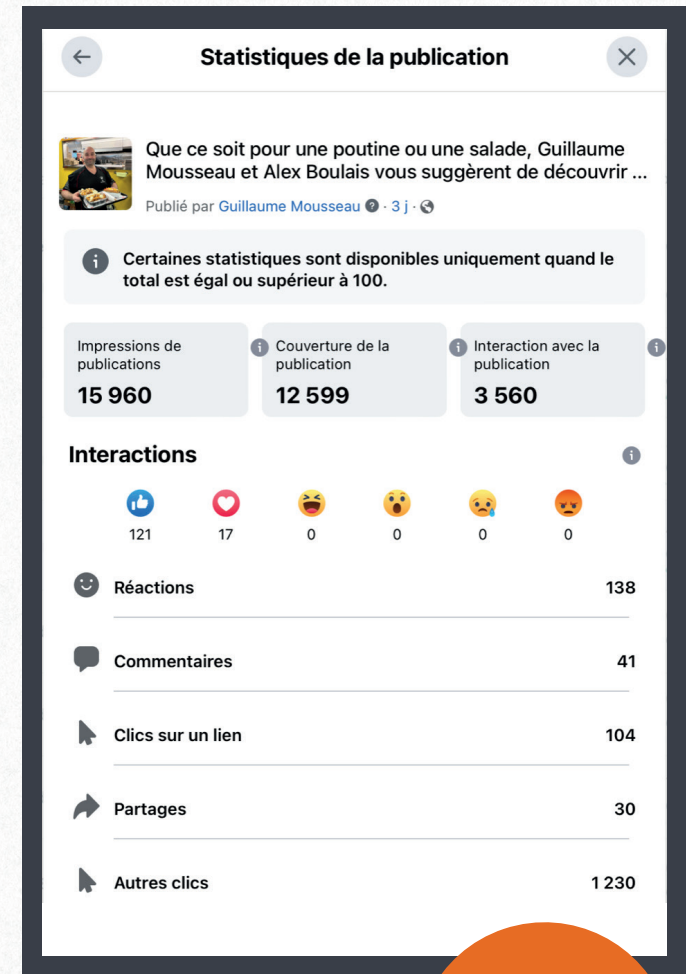 Statistiques de la publication
Que ce soit pour une poutine ou une salade, Guillaume
Mousseau et Alex Boulais vous suggèrent de découvrir ...
Publié par Guillaume Mousseau · 3 j ·
Certaines statistiques sont disponibles uniquement quand le
total est égal ou supérieur à 100.
Impressions de
publications
15 960
Couverture de la
publication
12 599
Interaction avec la
publication
3 560
Interactions
121 17 0 0 0 0
Réactions 138
Commentaires 41
Clics sur un lien 104
Partages 30
Autres clics 1 230